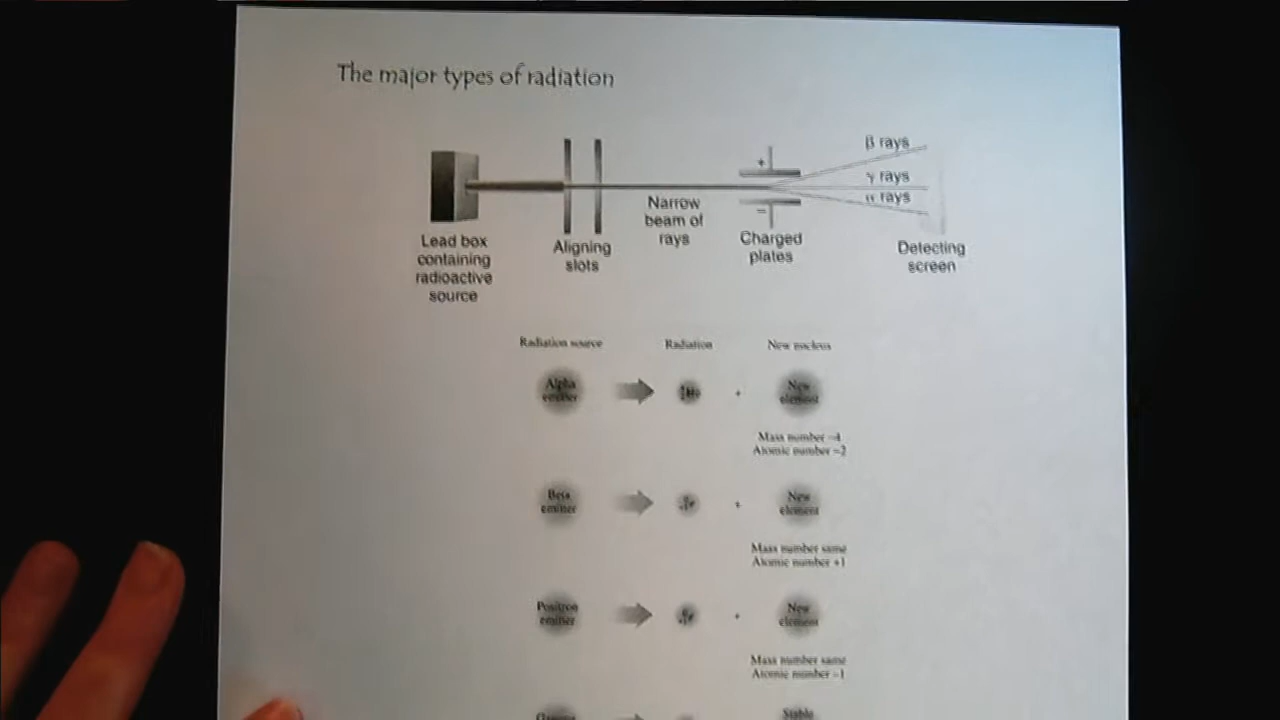 The major types of radiation
β rays
+
γ rays
α rays
−
Narrow
beam of
rays
Lead box
containing
radioactive
source
Aligning
slots
Charged
plates
Detecting
screen
Radiation source
Radiation
New nucleus
Alpha
emitter
+
New
element
Mass number −4
Atomic number −2
Beta
emitter
+
New
element
Mass number same
Atomic number +1
Positron
emitter
+
New
element
Mass number same
Atomic number −1
Gamma
Stable